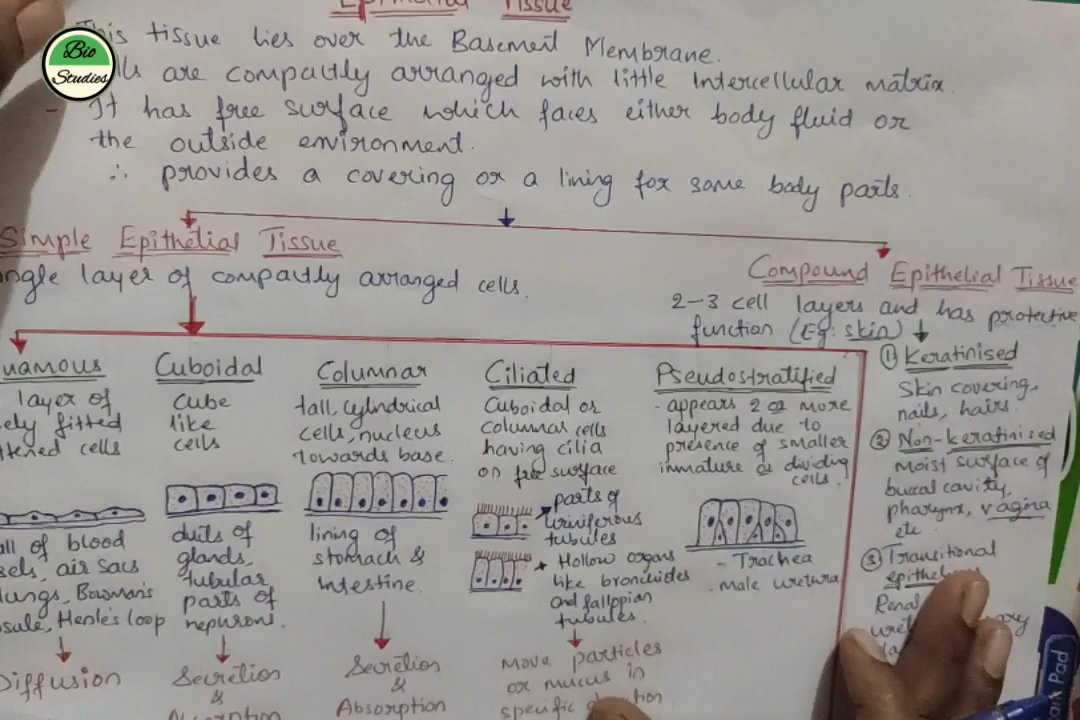 Epithelial Tissue
Bio
Studies
This tissue lies over the Basement Membrane.
are compactly arranged with little Intercellular matrix.
- It has free surface which faces either body fluid or
the outside environment.
∴ provides a covering or a lining for some body parts.
Simple Epithelial Tissue
layer of compactly arranged cells.
Compound Epithelial Tissue
2-3 cell layers and has protective
function (Eg: skin)
Cuboidal
Cube
like
cells
ducts of
glands,
tubular
parts of
nephrons.
Secretion
&
Columnar
tall, cylindrical
cells, nucleus
towards base.
lining of
stomach &
Intestine.
Secretion
&
Absorption
Ciliated
Cuboidal or
columnar cells
having cilia
on free surface
parts of
uriniferous
tubules
* Hollow organs
like bronchides
and fallopian
tubules.
Move particles
or mucus in
specific
Pseudostratified
- appears 2 or more
layered due to
presence of smaller
immature or dividing
cells.
- Trachea
- male uretura
layer of
cells
of blood
air sacs
Bowman's
Henle's loop
Diffusion
① Keratinised
Skin covering,
nails, hairs.
② Non-keratinised
moist surface of
buccal cavity,
pharynx, vagina
etc
③ Transitional
Renal
Pad